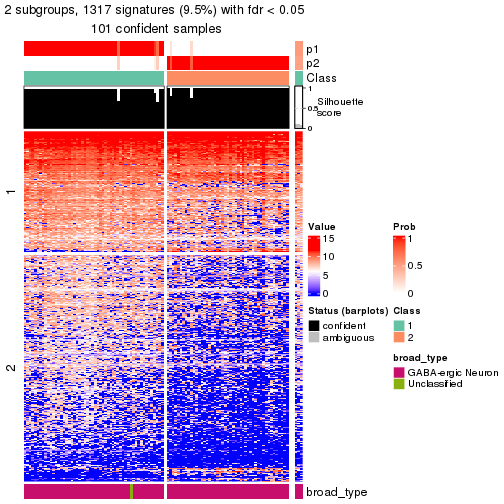 2 subgroups, 1317 signatures (9.5%) with fdr < 0.05
101 confident samples
p1
p2
Class
1
0.5
0
Silhouette
score
1
2
broad_type
Value
15
10
5
0
Prob
1
0.5
0
Status (barplots)
confident
ambiguous
Class
1
2
broad_type
GABA-ergic Neuron
Unclassified